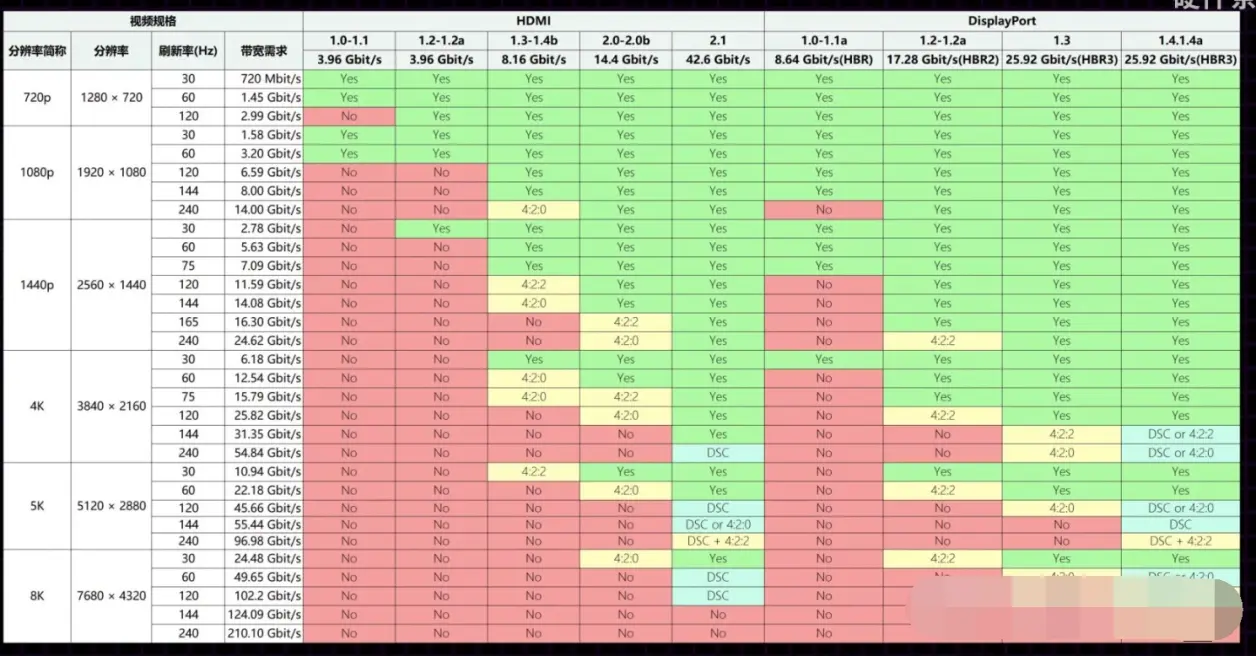 视频规格 HDMI DisplayPort
分辨率简称 分辨率 刷新率(Hz) 带宽需求 1.0-1.1 1.2-1.2a 1.3-1.4b 2.0-2.0b 2.1 1.0-1.1a 1.2-1.2a 1.3 1.4.1.4a
3.96 Gbit/s 3.96 Gbit/s 8.16 Gbit/s 14.4 Gbit/s 42.6 Gbit/s 8.64 Gbit/s(HBR) 17.28 Gbit/s(HBR2) 25.92 Gbit/s(HBR3) 25.92 Gbit/s(HBR3)
720p 1280 × 720 30 720 Mbit/s Yes Yes Yes Yes Yes Yes Yes Yes Yes
60 1.45 Gbit/s Yes Yes Yes Yes Yes Yes Yes Yes Yes
120 2.99 Gbit/s No Yes Yes Yes Yes Yes Yes Yes Yes
1080p 1920 × 1080 30 1.58 Gbit/s Yes Yes Yes Yes Yes Yes Yes Yes Yes
60 3.20 Gbit/s Yes Yes Yes Yes Yes Yes Yes Yes Yes
120 6.59 Gbit/s No No Yes Yes Yes Yes Yes Yes Yes
144 8.00 Gbit/s No No Yes Yes Yes Yes Yes Yes Yes
240 14.00 Gbit/s No No 4:2:0 Yes Yes No Yes Yes Yes
1440p 2560 × 1440 30 2.78 Gbit/s No Yes Yes Yes Yes Yes Yes Yes Yes
60 5.63 Gbit/s No No Yes Yes Yes Yes Yes Yes Yes
75 7.09 Gbit/s No No Yes Yes Yes Yes Yes Yes Yes
120 11.59 Gbit/s No No 4:2:2 Yes Yes No Yes Yes Yes
144 14.08 Gbit/s No No 4:2:0 Yes Yes No Yes Yes Yes
165 16.30 Gbit/s No No No 4:2:2 Yes No Yes Yes Yes
240 24.62 Gbit/s No No No 4:2:0 Yes No 4:2:2 Yes Yes
4K 3840 × 2160 30 6.18 Gbit/s No No Yes Yes Yes Yes Yes Yes Yes
60 12.54 Gbit/s No No 4:2:0 Yes Yes No Yes Yes Yes
75 15.79 Gbit/s No No 4:2:0 4:2:2 Yes No Yes Yes Yes
120 25.82 Gbit/s No No No 4:2:0 Yes No 4:2:2 Yes Yes
144 31.35 Gbit/s No No No No Yes No No 4:2:2 DSC or 4:2:2
240 54.84 Gbit/s No No No No DSC No No 4:2:0 DSC or 4:2:0
5K 5120 × 2880 30 10.94 Gbit/s No No 4:2:2 Yes Yes No Yes Yes Yes
60 22.18 Gbit/s No No No 4:2:0 Yes No 4:2:2 Yes Yes
120 45.66 Gbit/s No No No No DSC No No 4:2:0 DSC or 4:2:0
144 55.44 Gbit/s No No No No DSC or 4:2:0 No No No DSC
240 96.98 Gbit/s No No No No DSC + 4:2:2 No No No DSC + 4:2:2
8K 7680 × 4320 30 24.48 Gbit/s No No No 4:2:0 Yes No 4:2:2 Yes Yes
60 49.65 Gbit/s No No No No DSC No No 4:2:0 DSC or 4:2:0
120 102.2 Gbit/s No No No No DSC No
144 124.09 Gbit/s No No No No No No
240 210.10 Gbit/s No No No No No No